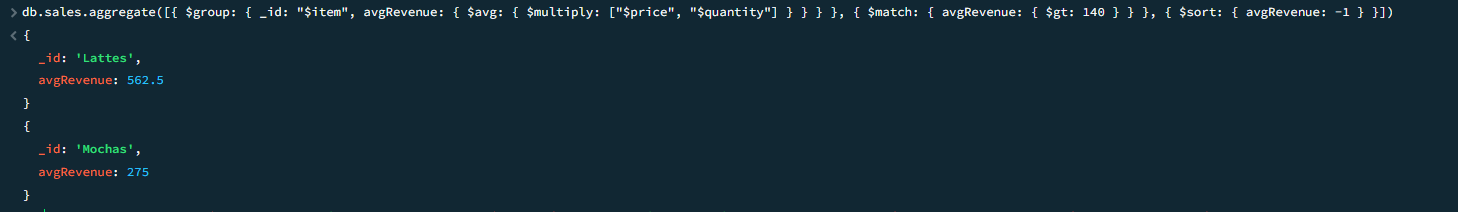 db.sales.aggregate([{ $group: { _id: "$item", avgRevenue: { $avg: { $multiply: ["$price", "$quantity"] } } } }, { $match: { avgRevenue: { $gt: 140 } } }, { $sort: { avgRevenue: -1 } }])
{
_id: 'Lattes',
avgRevenue: 562.5
}
{
_id: 'Mochas',
avgRevenue: 275
}